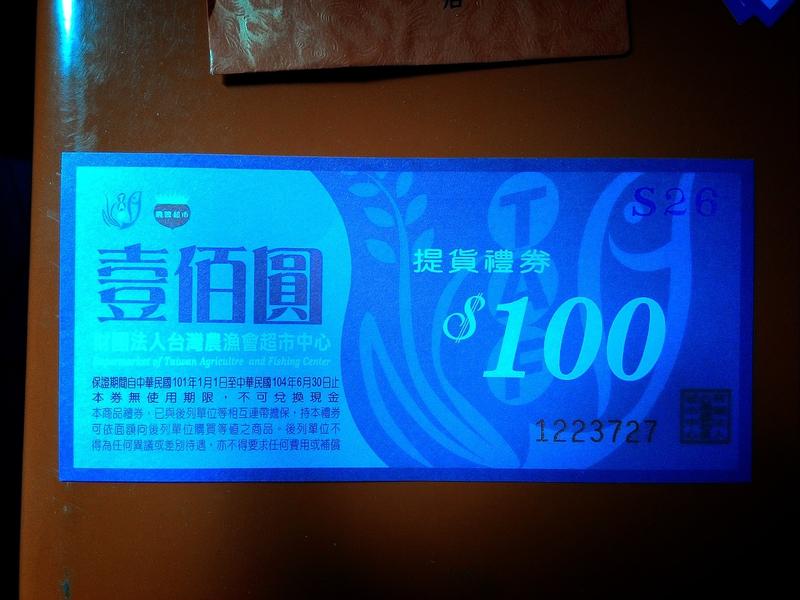 農漁超市
S26
壹佰圓
提貨禮券
$100
財團法人台灣農漁會超市中心
Supermarket of Taiwan Agricultre and Fishing Center
保證期間自中華民國101年1月1日至中華民國104年6月30日止
本券無使用期限，不可兌換現金
本商品禮券，已與後列單位等相互連帶擔保，持本禮券
可依面額向後列單位購買等值之商品。後列單位不
得為任何異議或差別待遇，亦不得要求任何費用或補償
1223727